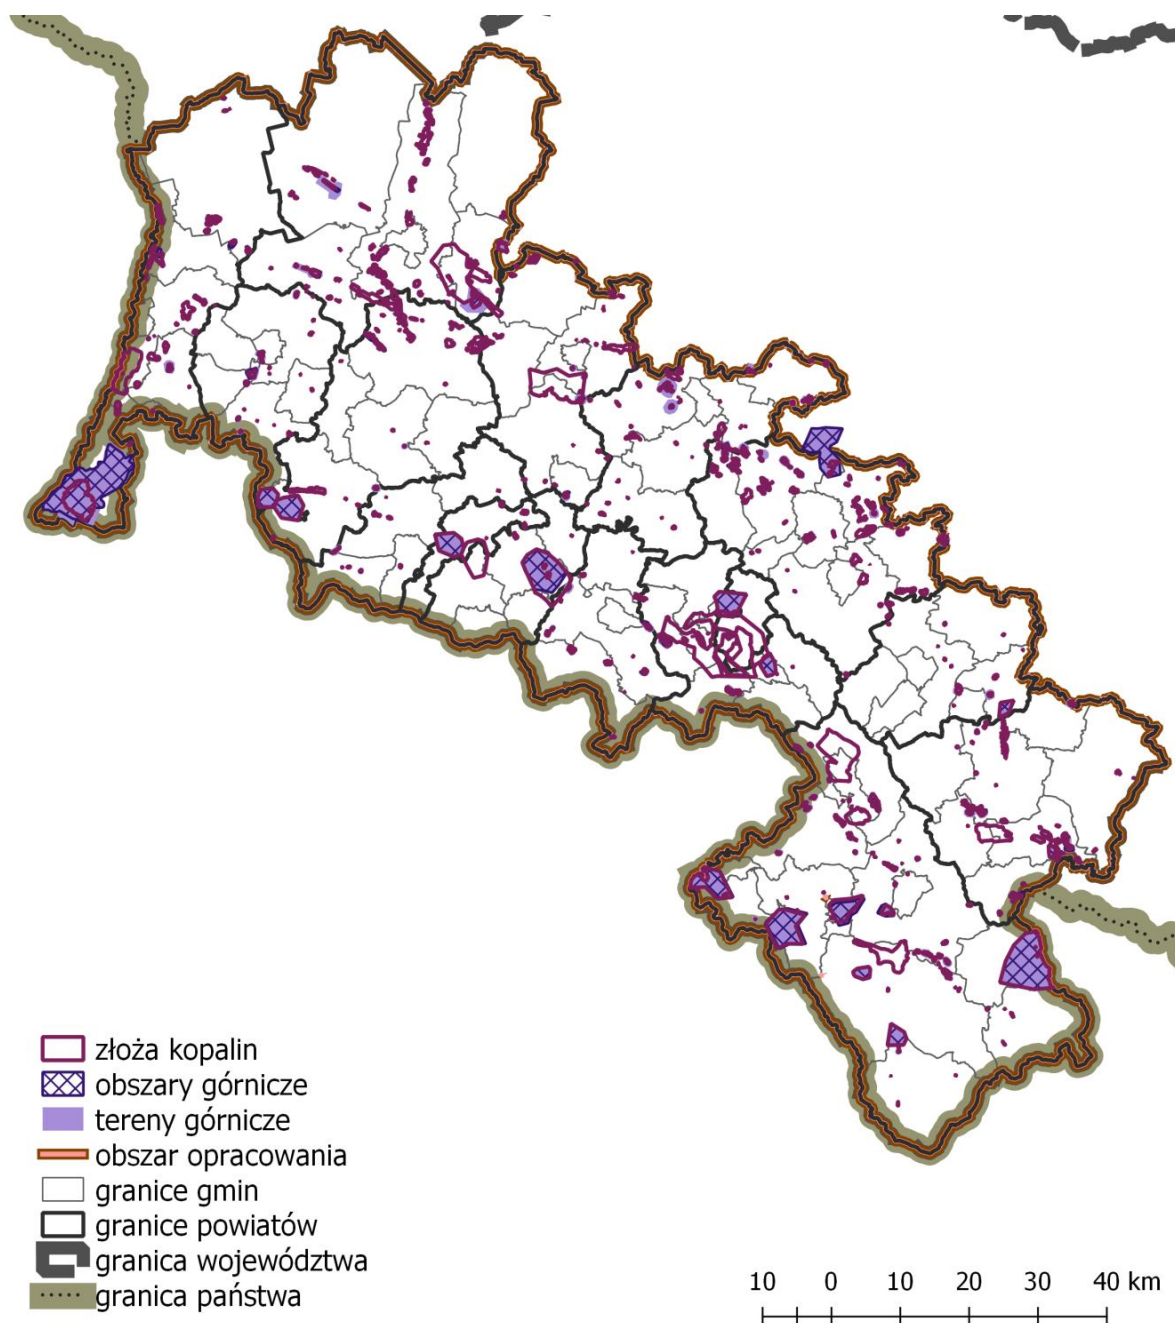 złoża kopalin
obszary górnicze
tereny górnicze
obszar opracowania
granice gmin
granice powiatów
granica województwa
granica państwa
10 0 10 20 30 40 km